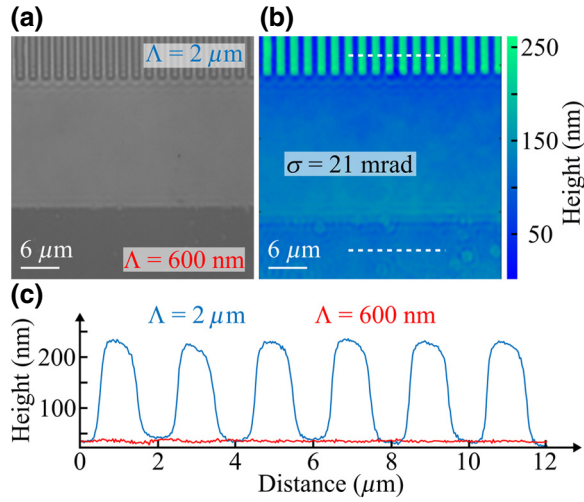 (a)
Λ = 2 μm
6 μm
Λ = 600 nm
(b)
σ = 21 mrad
6 μm
250
150
50
Height (nm)
(c)
Λ = 2 μm
Λ = 600 nm
Height (nm)
200
100
0 2 4 6 8 10 12
Distance (μm)